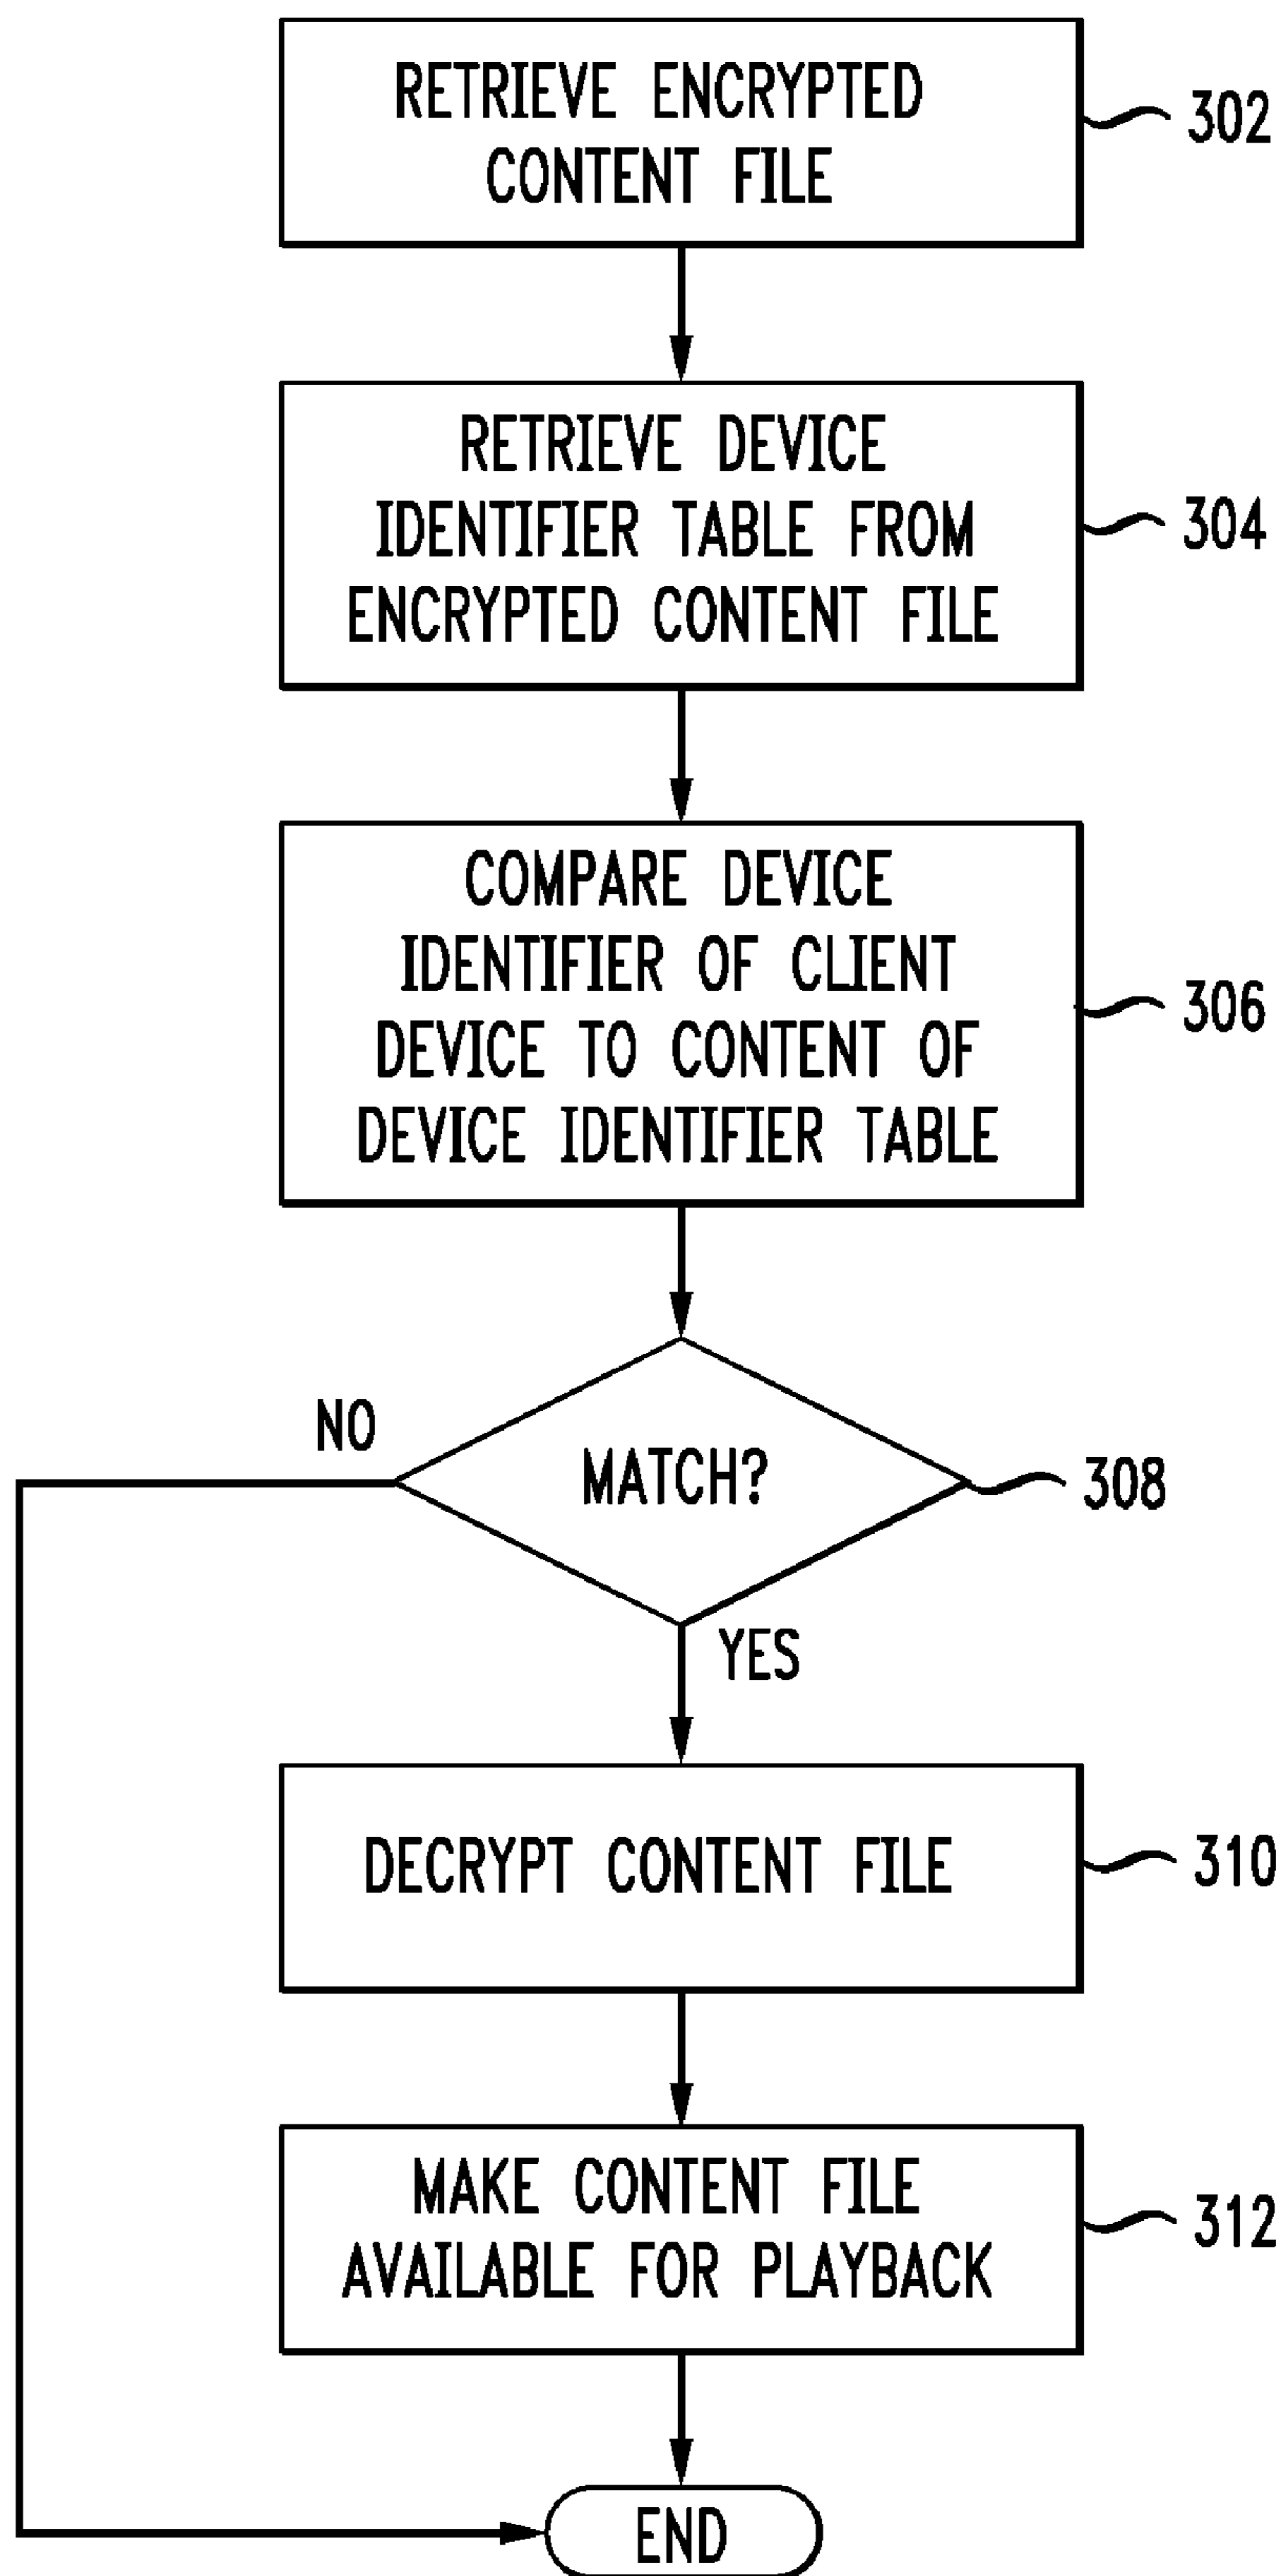 RETRIEVE ENCRYPTED
CONTENT FILE
302
RETRIEVE DEVICE
IDENTIFIER TABLE FROM
ENCRYPTED CONTENT FILE
304
COMPARE DEVICE
IDENTIFIER OF CLIENT
DEVICE TO CONTENT OF
DEVICE IDENTIFIER TABLE
306
NO
MATCH?
308
YES
DECRYPT CONTENT FILE
310
MAKE CONTENT FILE
AVAILABLE FOR PLAYBACK
312
END